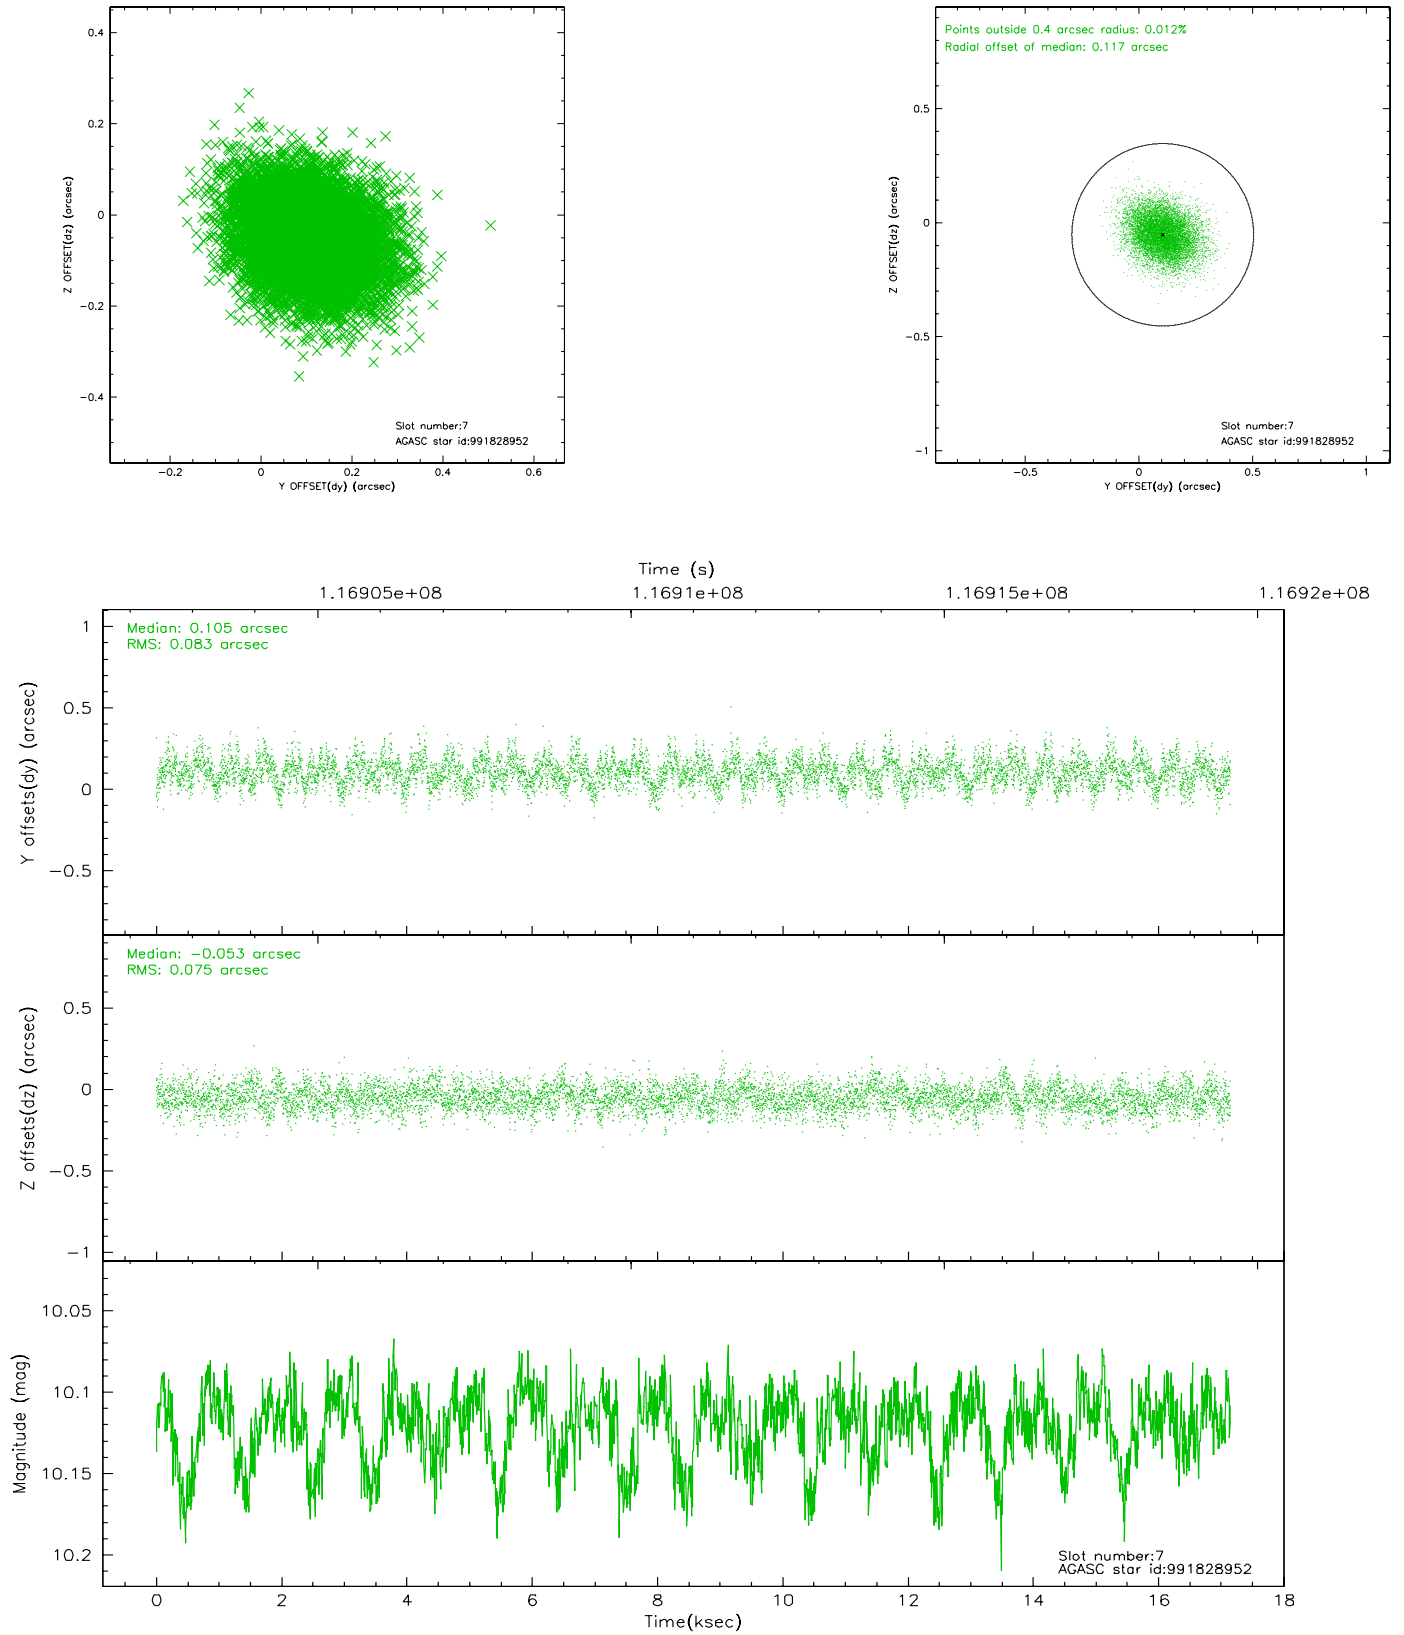 0.4
0.2
0
−0.2
−0.4
Z OFFSET(dz) (arcsec)
Slot number:7
AGASC star id:991828952
−0.2
0
0.2
0.4
0.6
Y OFFSET(dy) (arcsec)
Points outside 0.4 arcsec radius: 0.012%
Radial offset of median: 0.117 arcsec
0.5
0
−0.5
−1
Z OFFSET(dz) (arcsec)
Slot number:7
AGASC star id:991828952
−0.5
0
0.5
1
Y OFFSET(dy) (arcsec)
Time (s)
1.16905e+08
1.1691e+08
1.16915e+08
1.1692e+08
Median: 0.105 arcsec
RMS: 0.083 arcsec
1
0.5
0
−0.5
Y offsets(dy) (arcsec)
Median: −0.053 arcsec
RMS: 0.075 arcsec
0.5
0
−0.5
−1
Z offsets(dz) (arcsec)
10.05
10.1
10.15
10.2
Magnitude (mag)
Slot number:7
AGASC star id:991828952
0
2
4
6
8
10
12
14
16
18
Time(ksec)